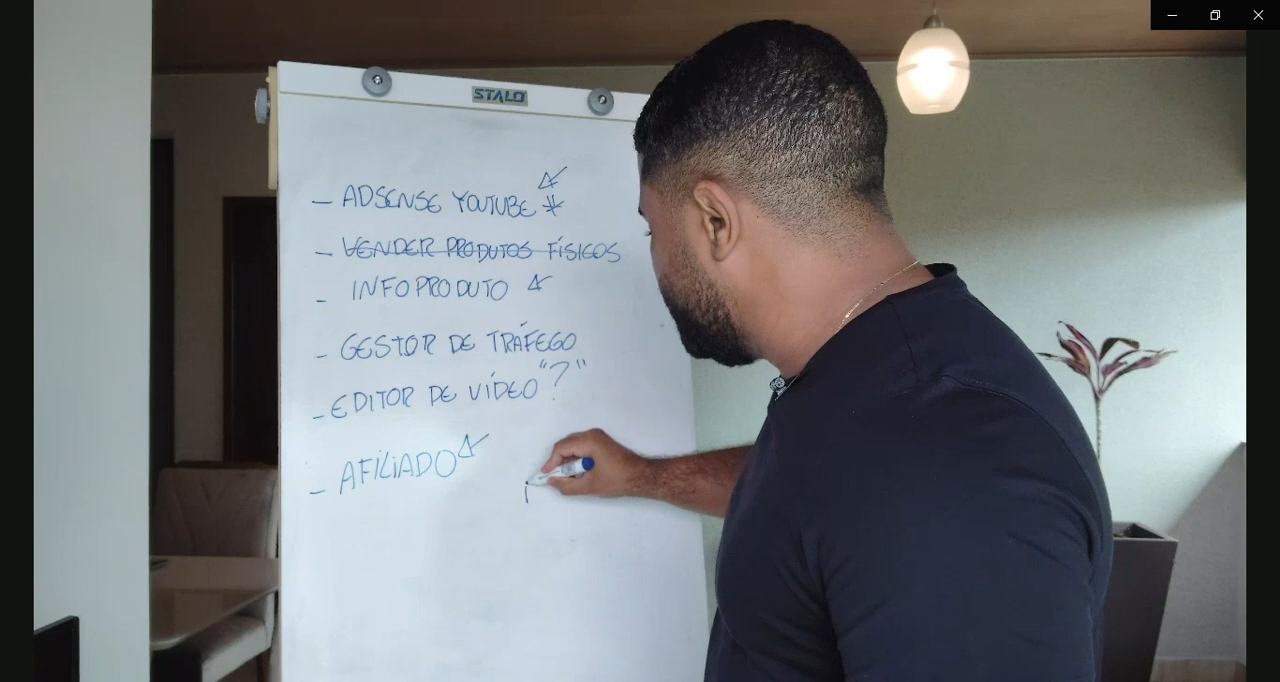 STALO
- ADSENSE YOUTUBE *
- VENDER PRODUTOS FÍSICOS
- INFOPRODUTO
- GESTOR DE TRÁFEGO
- EDITOR DE VÍDEO "?"
- AFILIADO